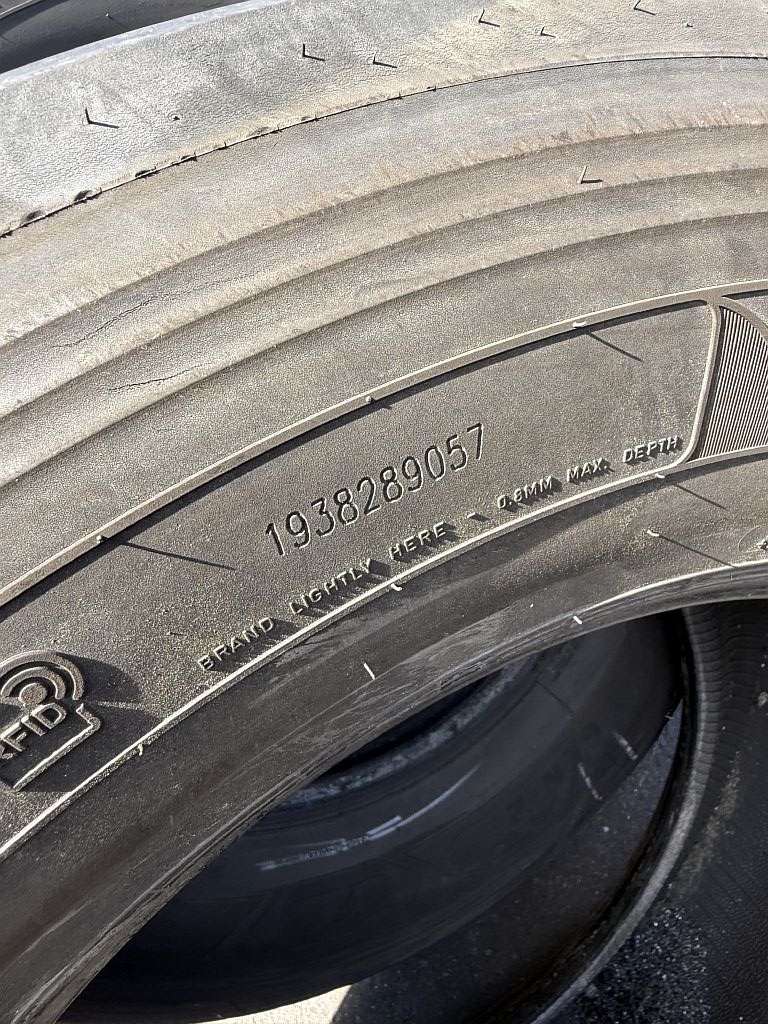 1938289057
BRAND LIGHTLY HERE - 0.8MM MAX. DEPTH
RFID